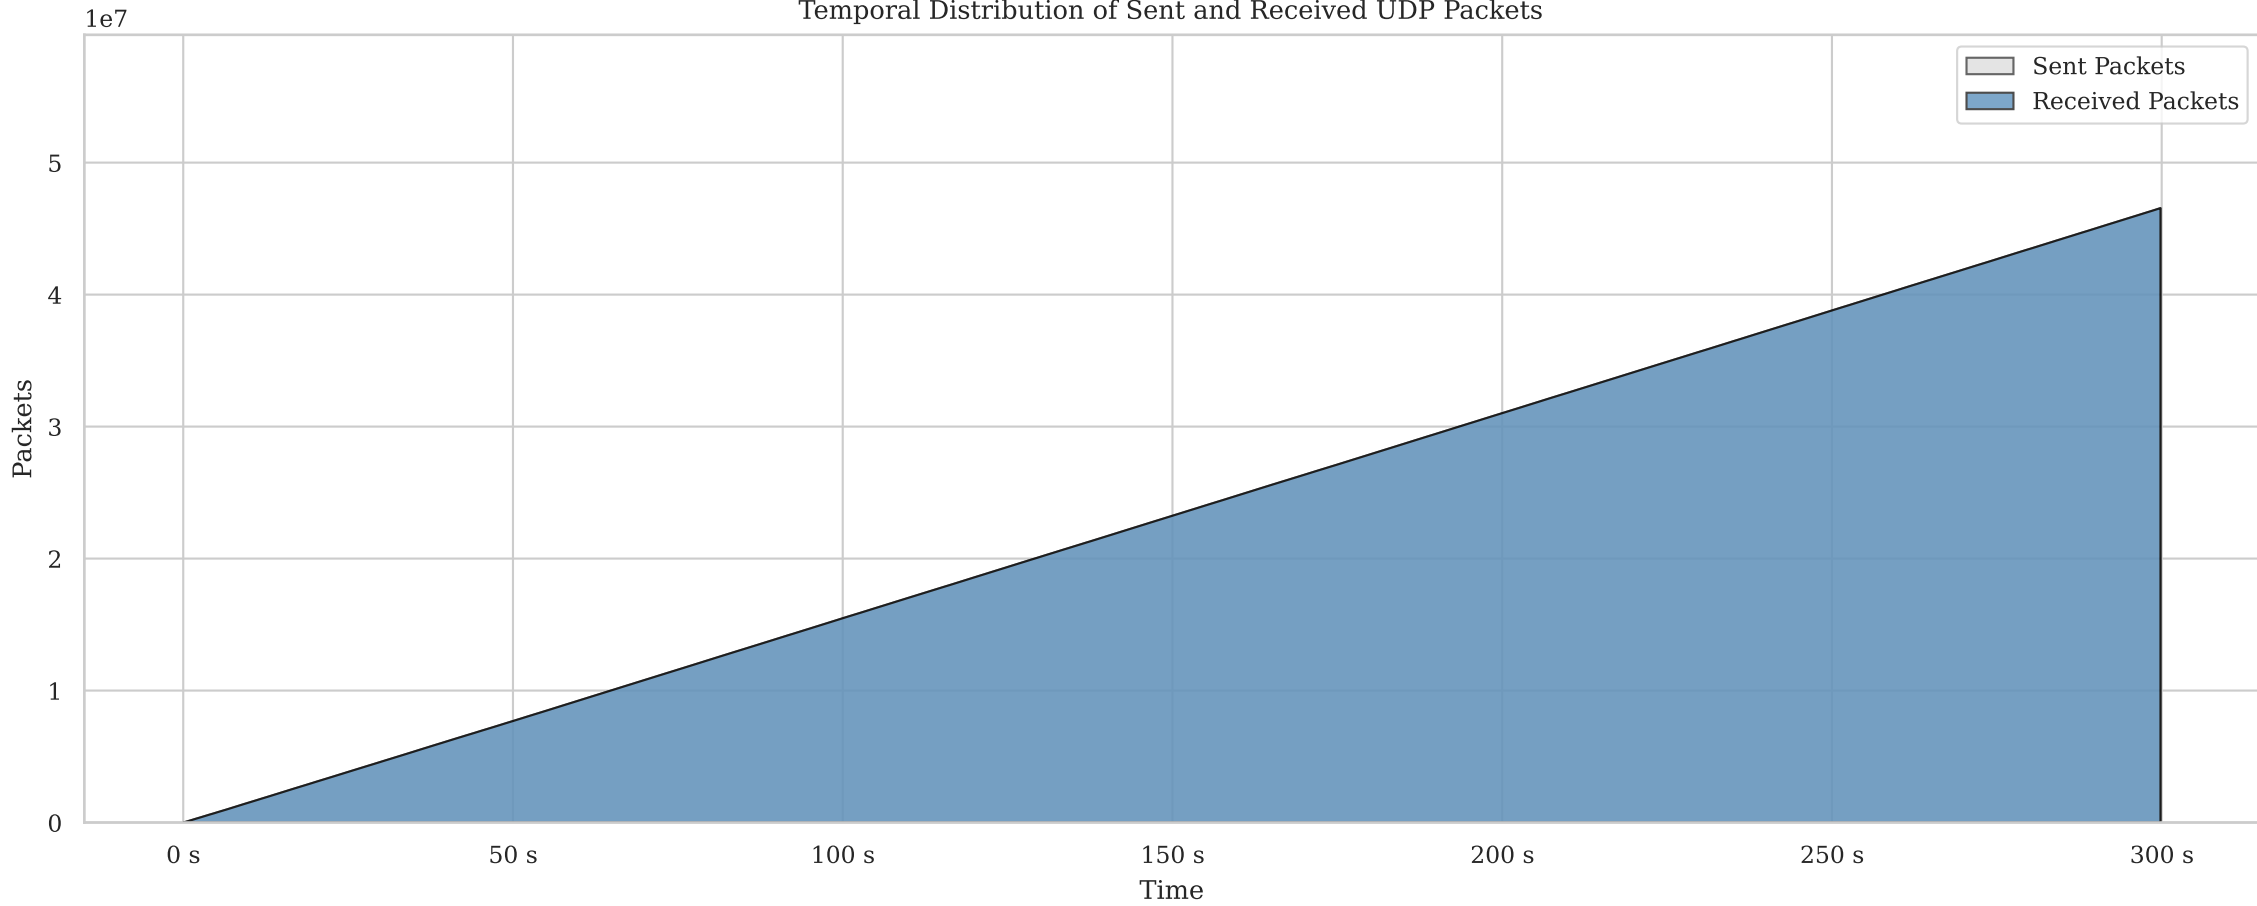 Temporal Distribution of Sent and Received UDP Packets
1e7
Sent Packets
Received Packets
5
4
3
2
1
0
Packets
0 s
50 s
100 s
150 s
200 s
250 s
300 s
Time